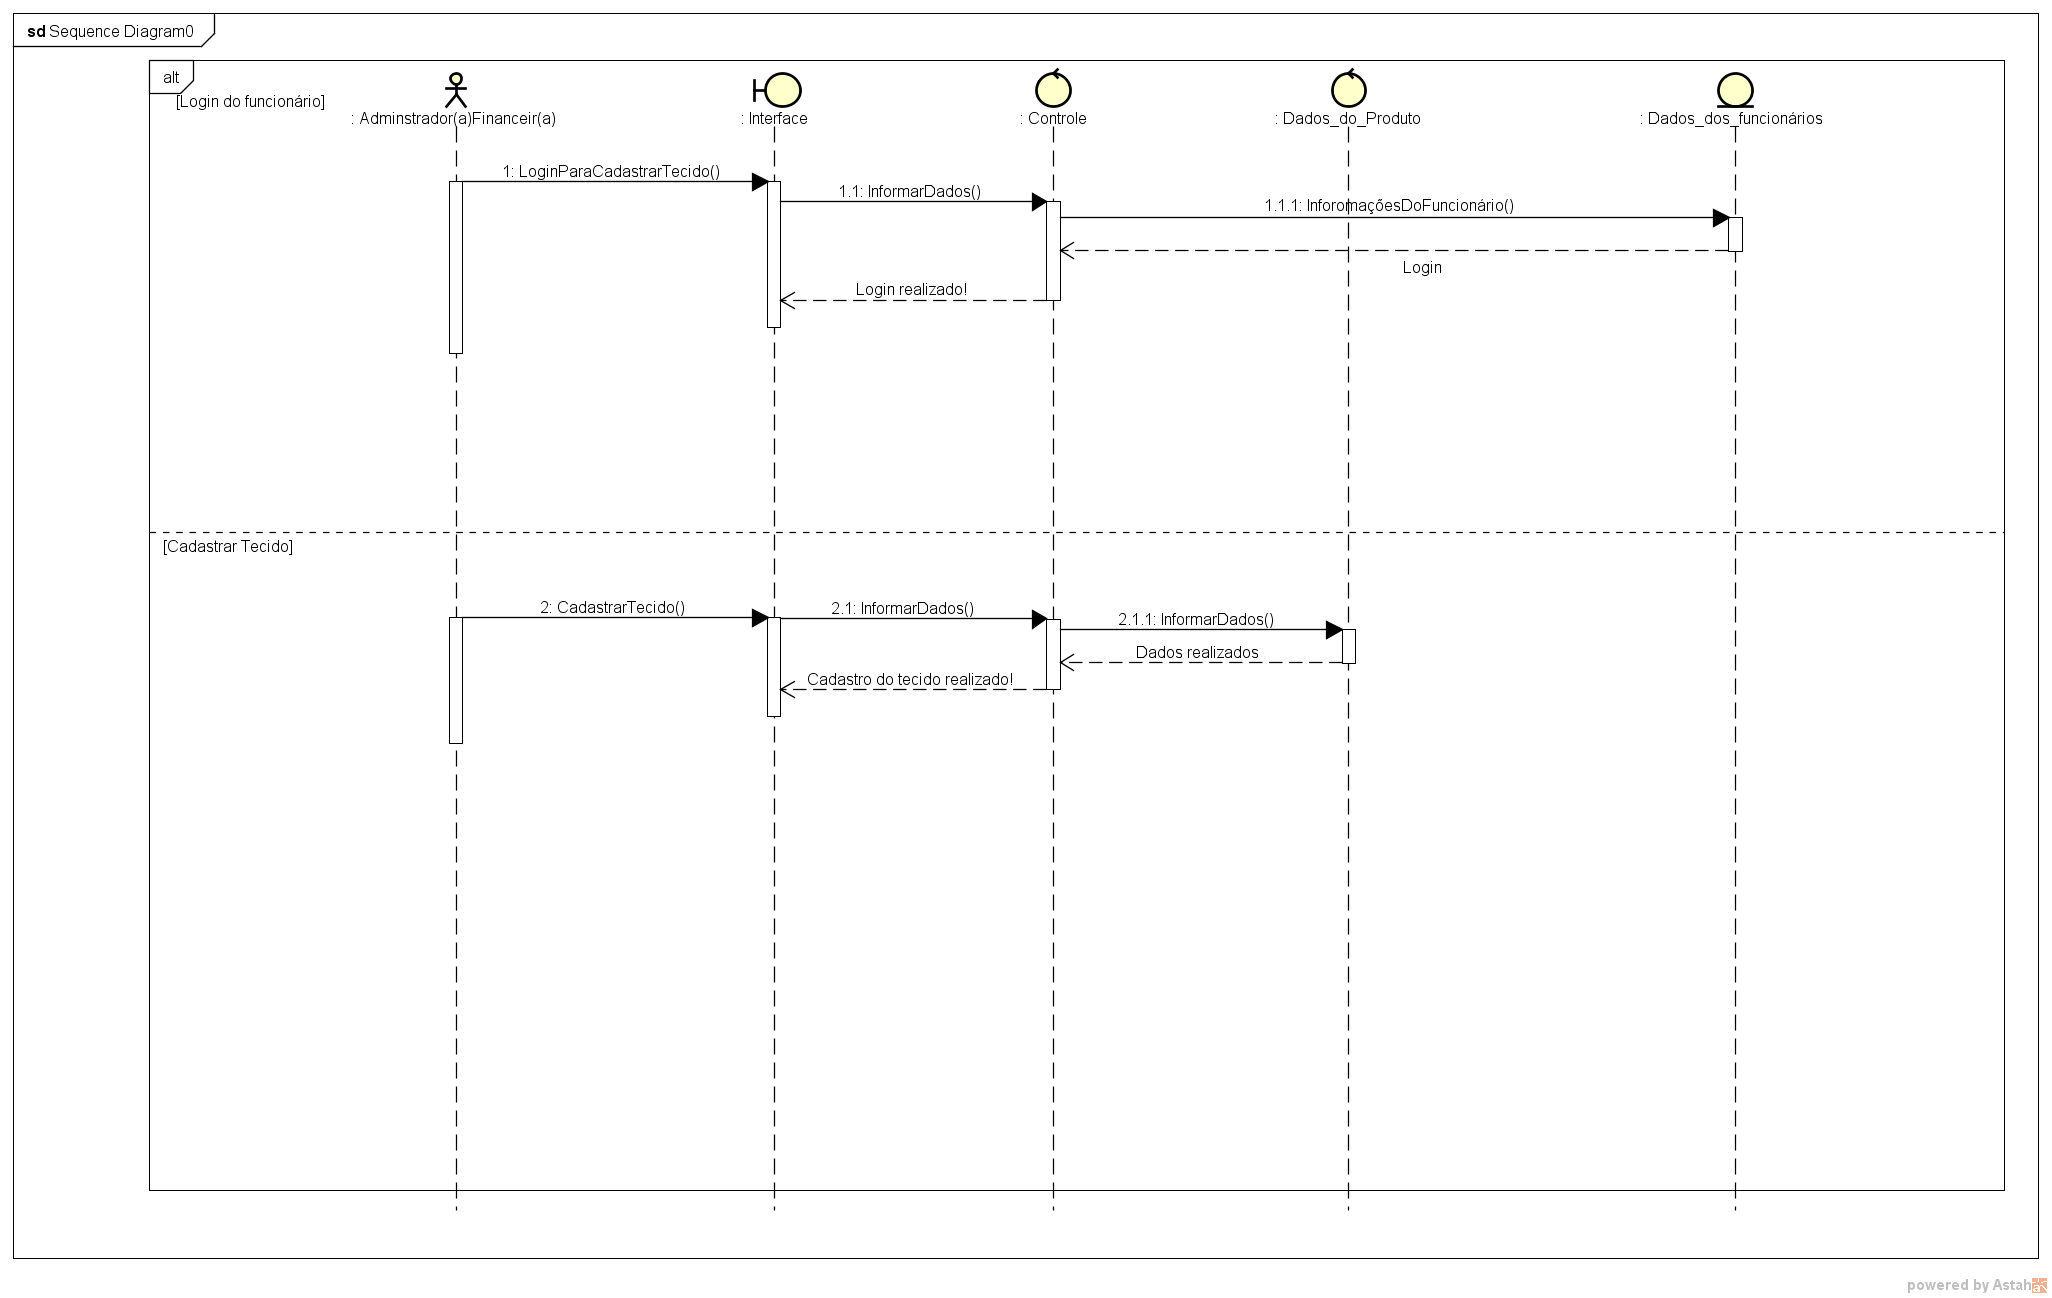 sd Sequence Diagram0
alt
[Login do funcionário]
: Adminstrador(a)Financeir(a)
: Interface
: Controle
: Dados_do_Produto
: Dados_dos_funcionários
1: LoginParaCadastrarTecido()
1.1: InformarDados()
1.1.1: InforomaçõesDoFuncionário()
Login
Login realizado!
[Cadastrar Tecido]
2: CadastrarTecido()
2.1: InformarDados()
2.1.1: InformarDados()
Dados realizados
Cadastro do tecido realizado!
powered by Astah